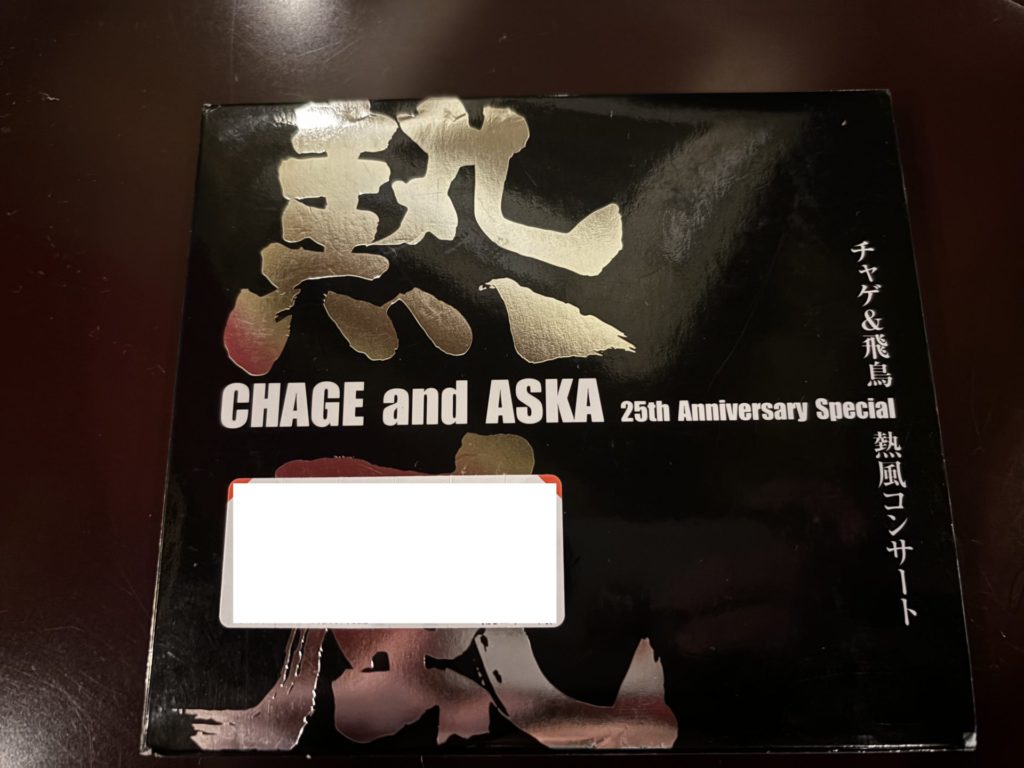 熱
CHAGE and ASKA 25th Anniversary Special
風
チャゲ&飛鳥 熱風コンサート